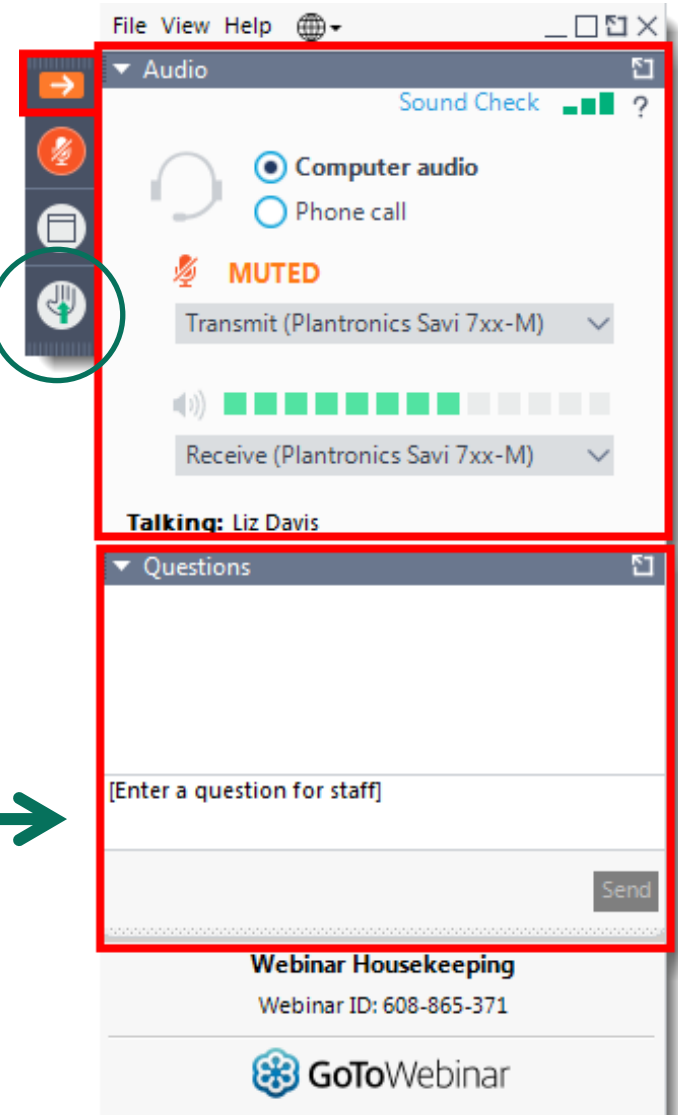 File View Help
Audio
Sound Check ?
Computer audio
Phone call
MUTED
Transmit (Plantronics Savi 7xx-M)
Receive (Plantronics Savi 7xx-M)
Talking: Liz Davis
Questions
[Enter a question for staff]
Send
Webinar Housekeeping
Webinar ID: 608-865-371
GoToWebinar